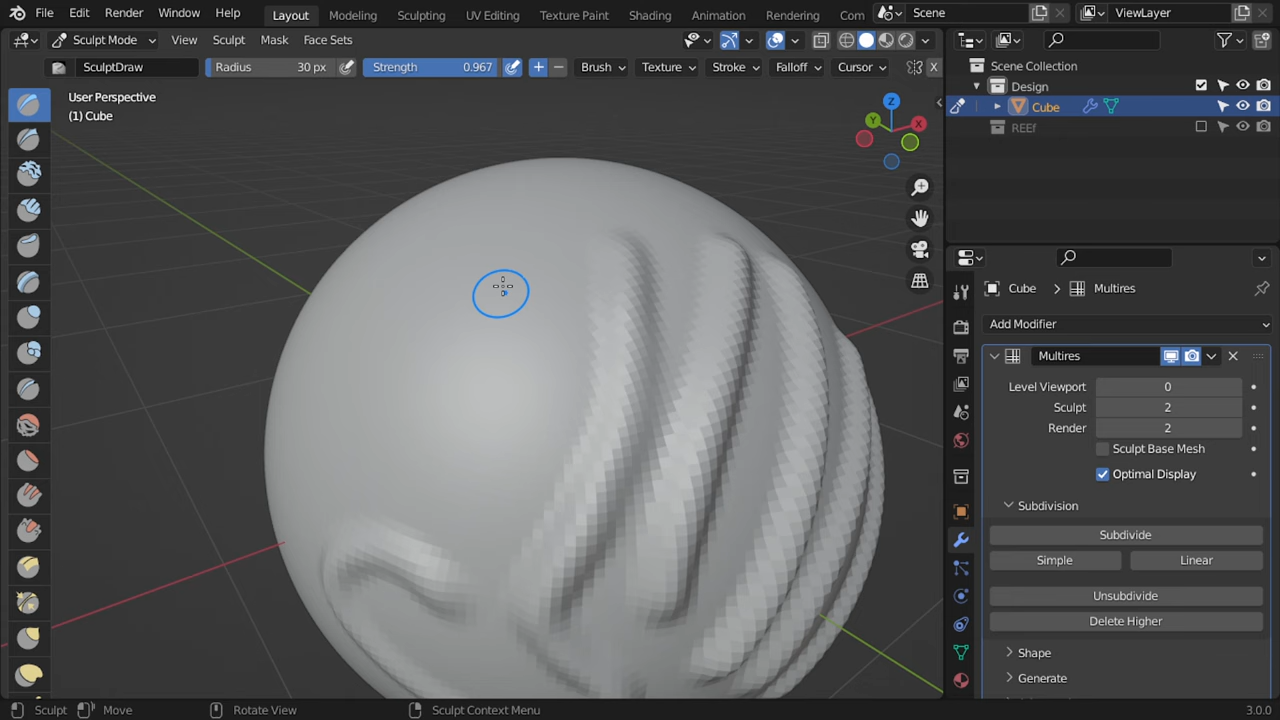 File Edit Render Window Help Layout Modeling Sculpting UV Editing Texture Paint Shading Animation Rendering Com Scene ViewLayer
Sculpt Mode View Sculpt Mask Face Sets
SculptDraw Radius 30 px Strength 0.967 Brush Texture Stroke Falloff Cursor X
User Perspective
(1) Cube
Z
Y
X
Scene Collection
Design
Cube
REEf
Cube > Multires
Add Modifier
Multires
Level Viewport 0
Sculpt 2
Render 2
Sculpt Base Mesh
Optimal Display
Subdivision
Subdivide
Simple Linear
Unsubdivide
Delete Higher
Shape
Generate
Sculpt Move Rotate View Sculpt Context Menu 3.0.0